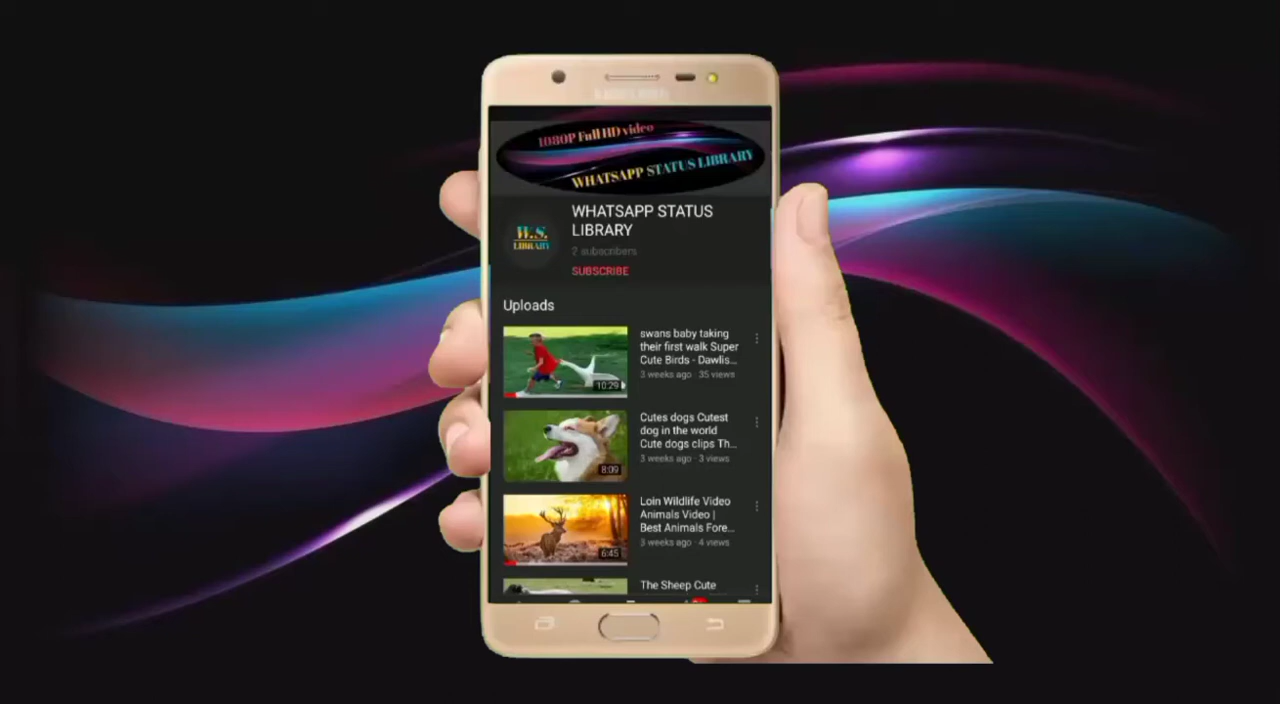 1080P Full HD video
WHATSAPP STATUS LIBRARY
W.S.
LIBRARY
WHATSAPP STATUS
LIBRARY
2 subscribers
SUBSCRIBE
Uploads
swans baby taking
their first walk Super
Cute Birds - Dawlis...
3 weeks ago · 35 views
10:29
Cutes dogs Cutest
dog in the world
Cute dogs clips Th...
3 weeks ago · 3 views
8:09
Loin Wildlife Video
Animals Video |
Best Animals Fore...
3 weeks ago · 4 views
6:45
The Sheep Cute